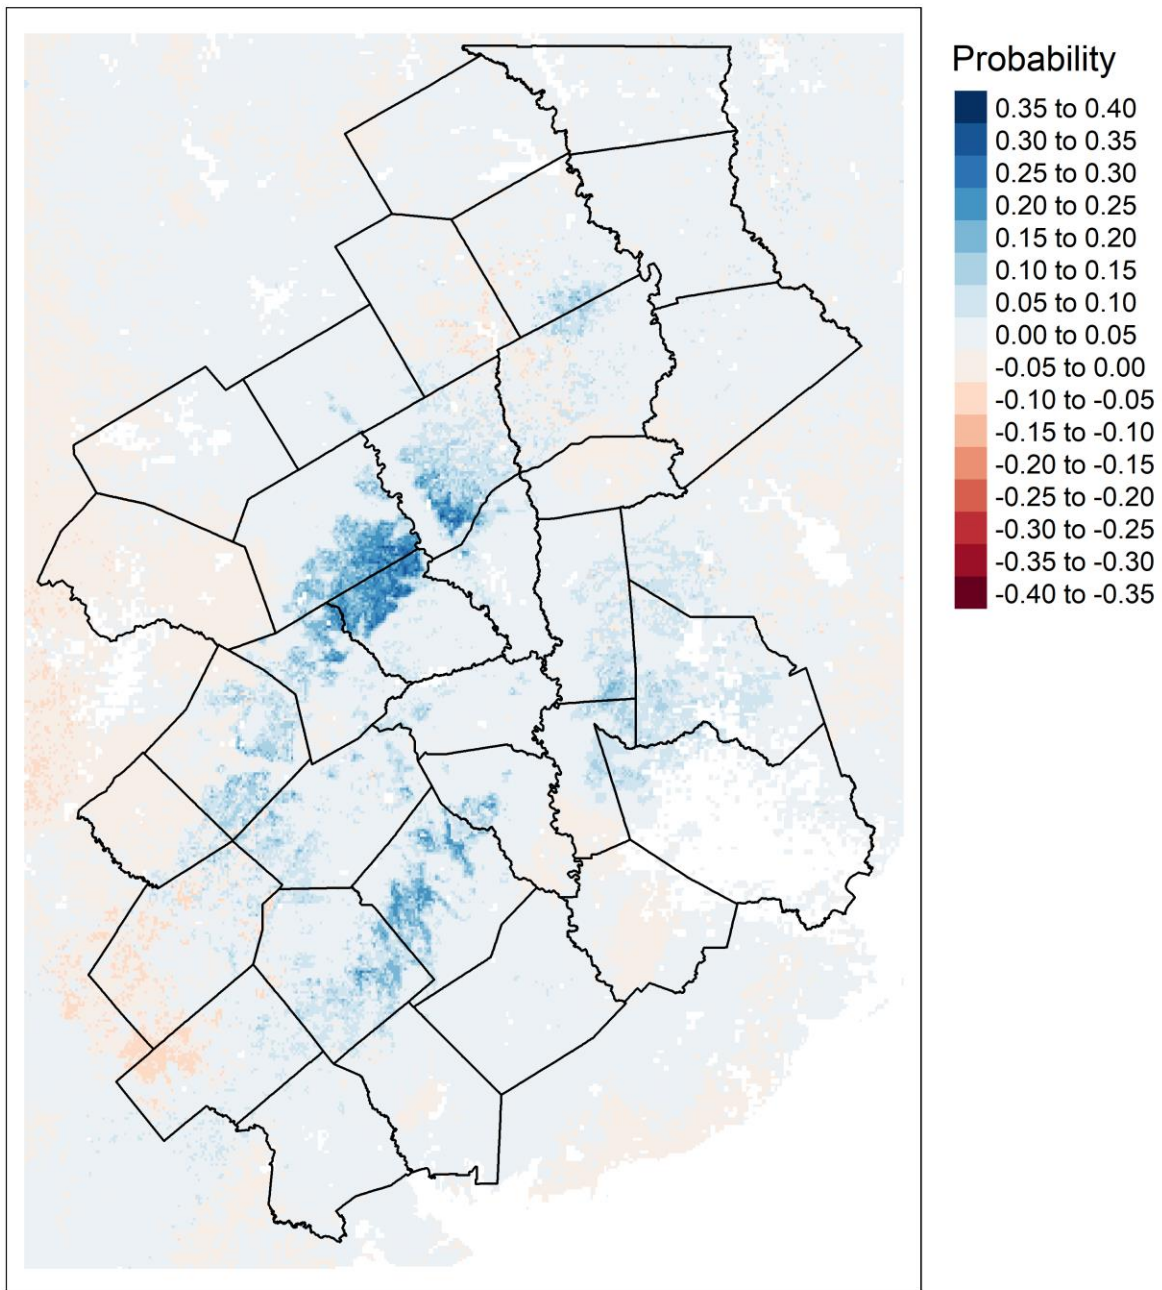 Probability
0.35 to 0.40
0.30 to 0.35
0.25 to 0.30
0.20 to 0.25
0.15 to 0.20
0.10 to 0.15
0.05 to 0.10
0.00 to 0.05
-0.05 to 0.00
-0.10 to -0.05
-0.15 to -0.10
-0.20 to -0.15
-0.25 to -0.20
-0.30 to -0.25
-0.35 to -0.30
-0.40 to -0.35